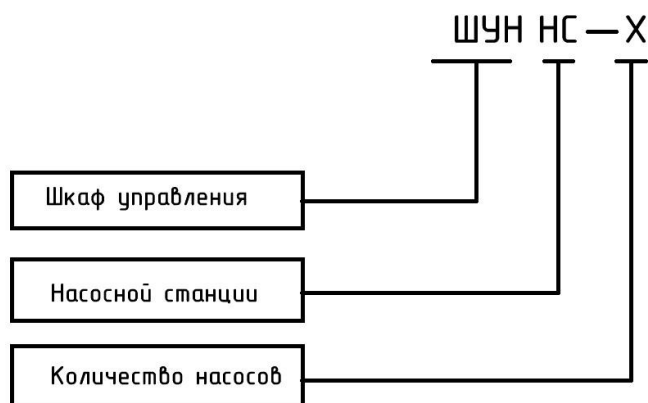 ШУН НС — Х
Шкаф управления
Насосной станции
Количество насосов